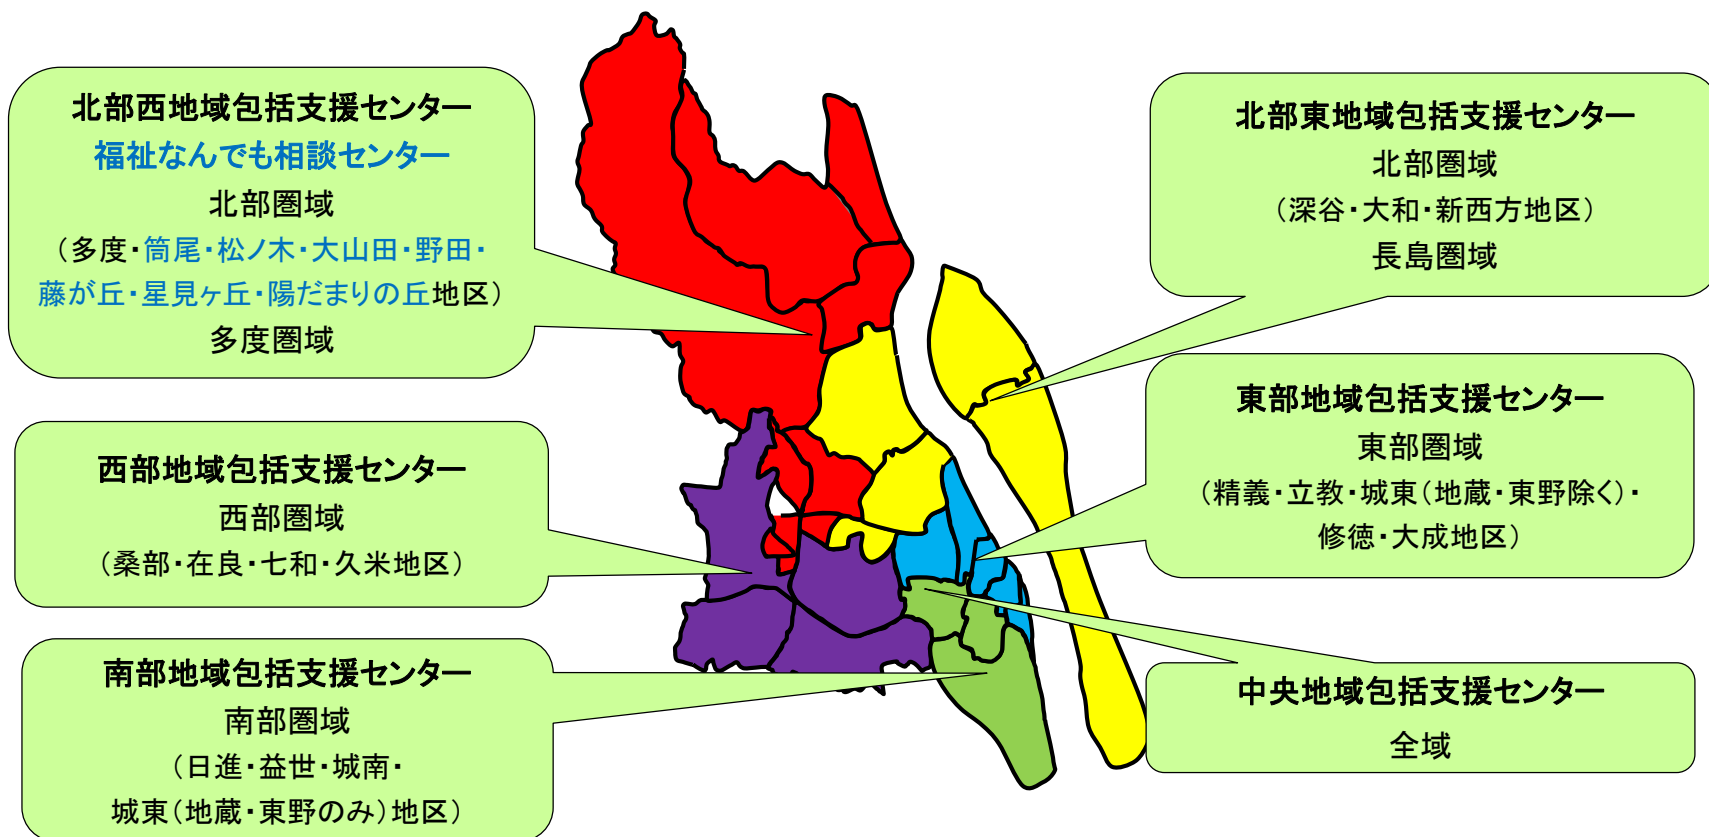 北部西地域包括支援センター
福祉なんでも相談センター
北部圏域
（多度・筒尾・松ノ木・大山田・野田・
藤が丘・星見ヶ丘・陽だまりの丘地区）
多度圏域
北部東地域包括支援センター
北部圏域
（深谷・大和・新西方地区）
長島圏域
東部地域包括支援センター
東部圏域
（精義・立教・城東（地蔵・東野除く）・
修徳・大成地区）
西部地域包括支援センター
西部圏域
（桑部・在良・七和・久米地区）
南部地域包括支援センター
南部圏域
（日進・益世・城南・
城東（地蔵・東野のみ）地区）
中央地域包括支援センター
全域